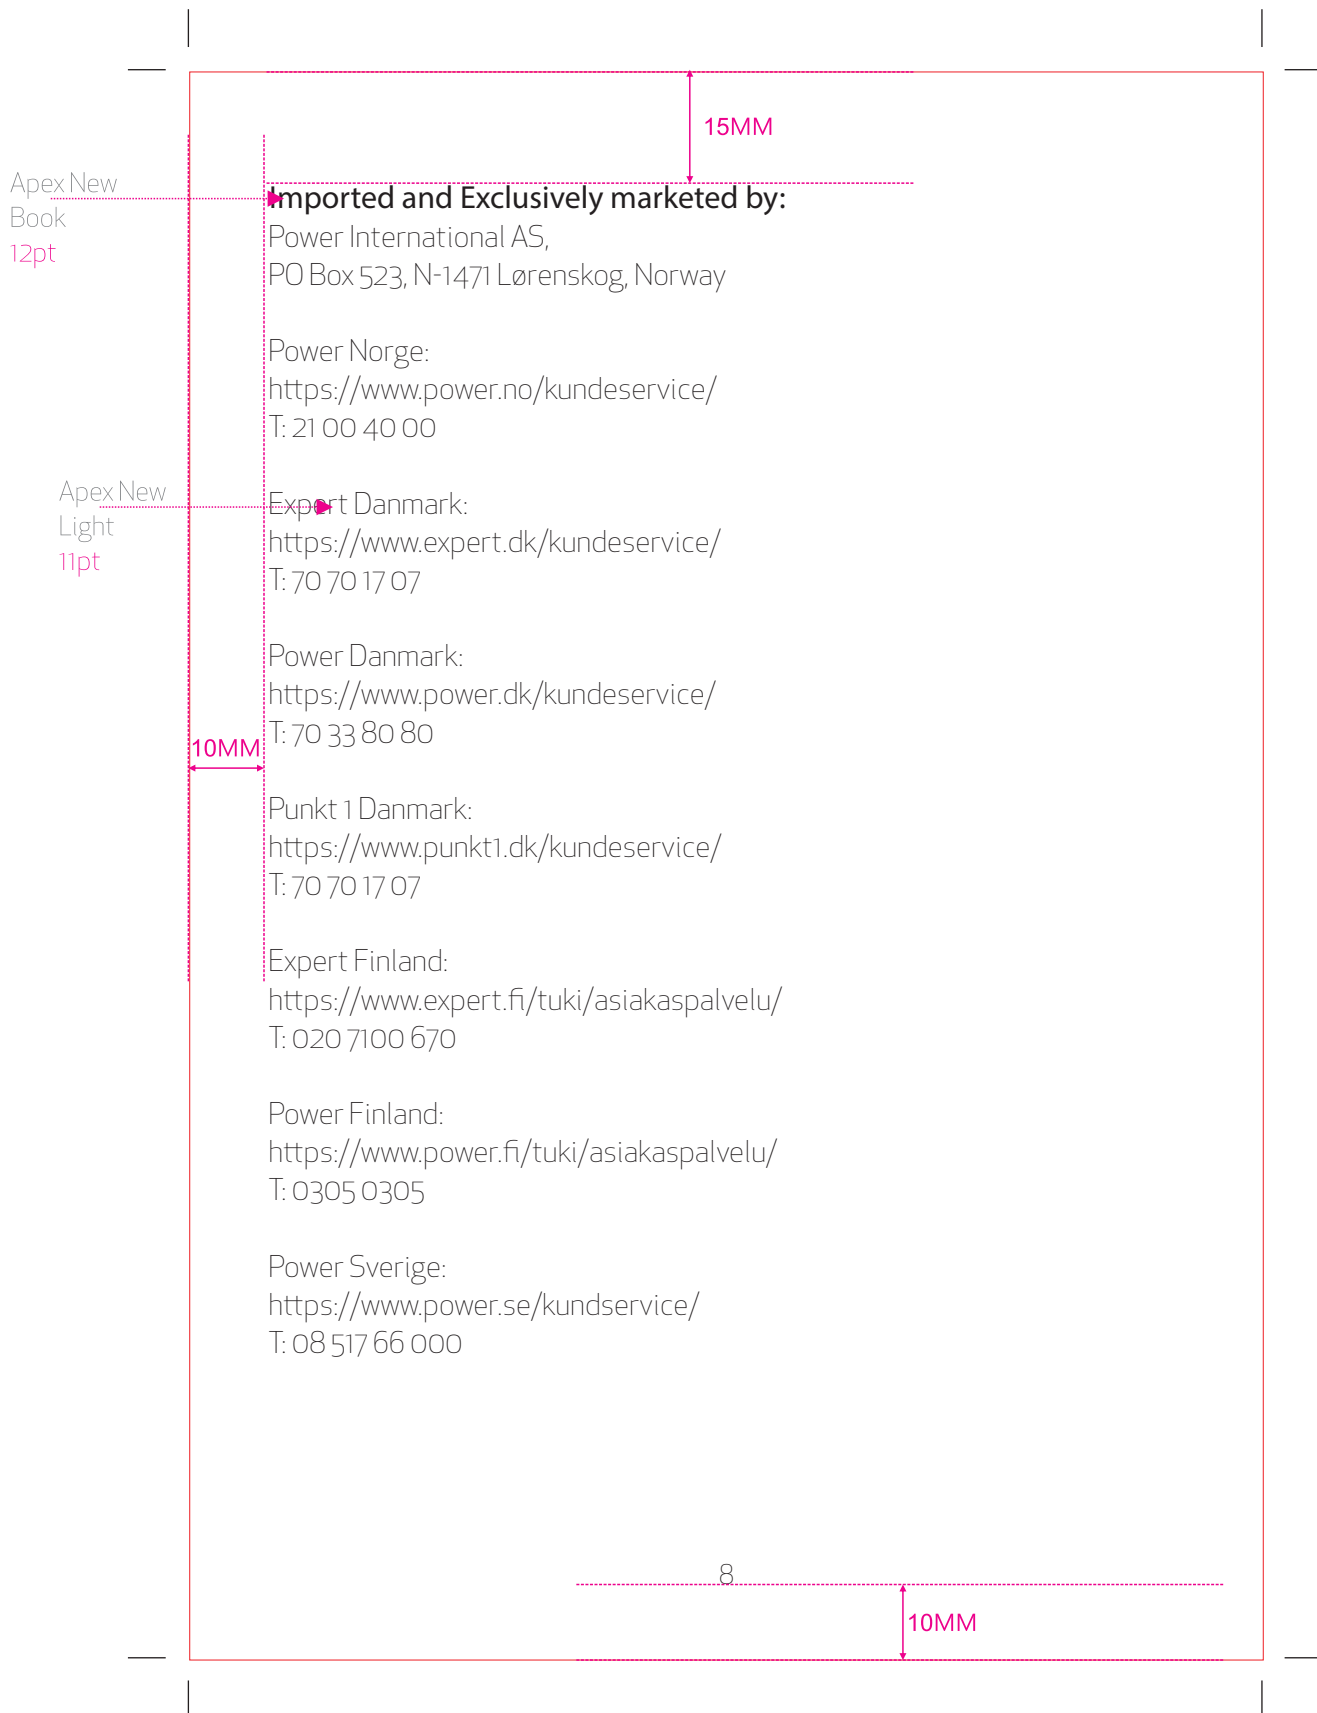 15MM
Apex New
Book
12pt
Imported and Exclusively marketed by:
Power International AS,
PO Box 523, N-1471 Lørenskog, Norway
Power Norge:
https://www.power.no/kundeservice/
T: 21 00 40 00
Apex New
Light
11pt
Expert Danmark:
https://www.expert.dk/kundeservice/
T: 70 70 17 07
Power Danmark:
https://www.power.dk/kundeservice/
T: 70 33 80 80
10MM
Punkt 1 Danmark:
https://www.punkt1.dk/kundeservice/
T: 70 70 17 07
Expert Finland:
https://www.expert.fi/tuki/asiakaspalvelu/
T: 020 7100 670
Power Finland:
https://www.power.fi/tuki/asiakaspalvelu/
T: 0305 0305
Power Sverige:
https://www.power.se/kundservice/
T: 08 517 66 000
8
10MM